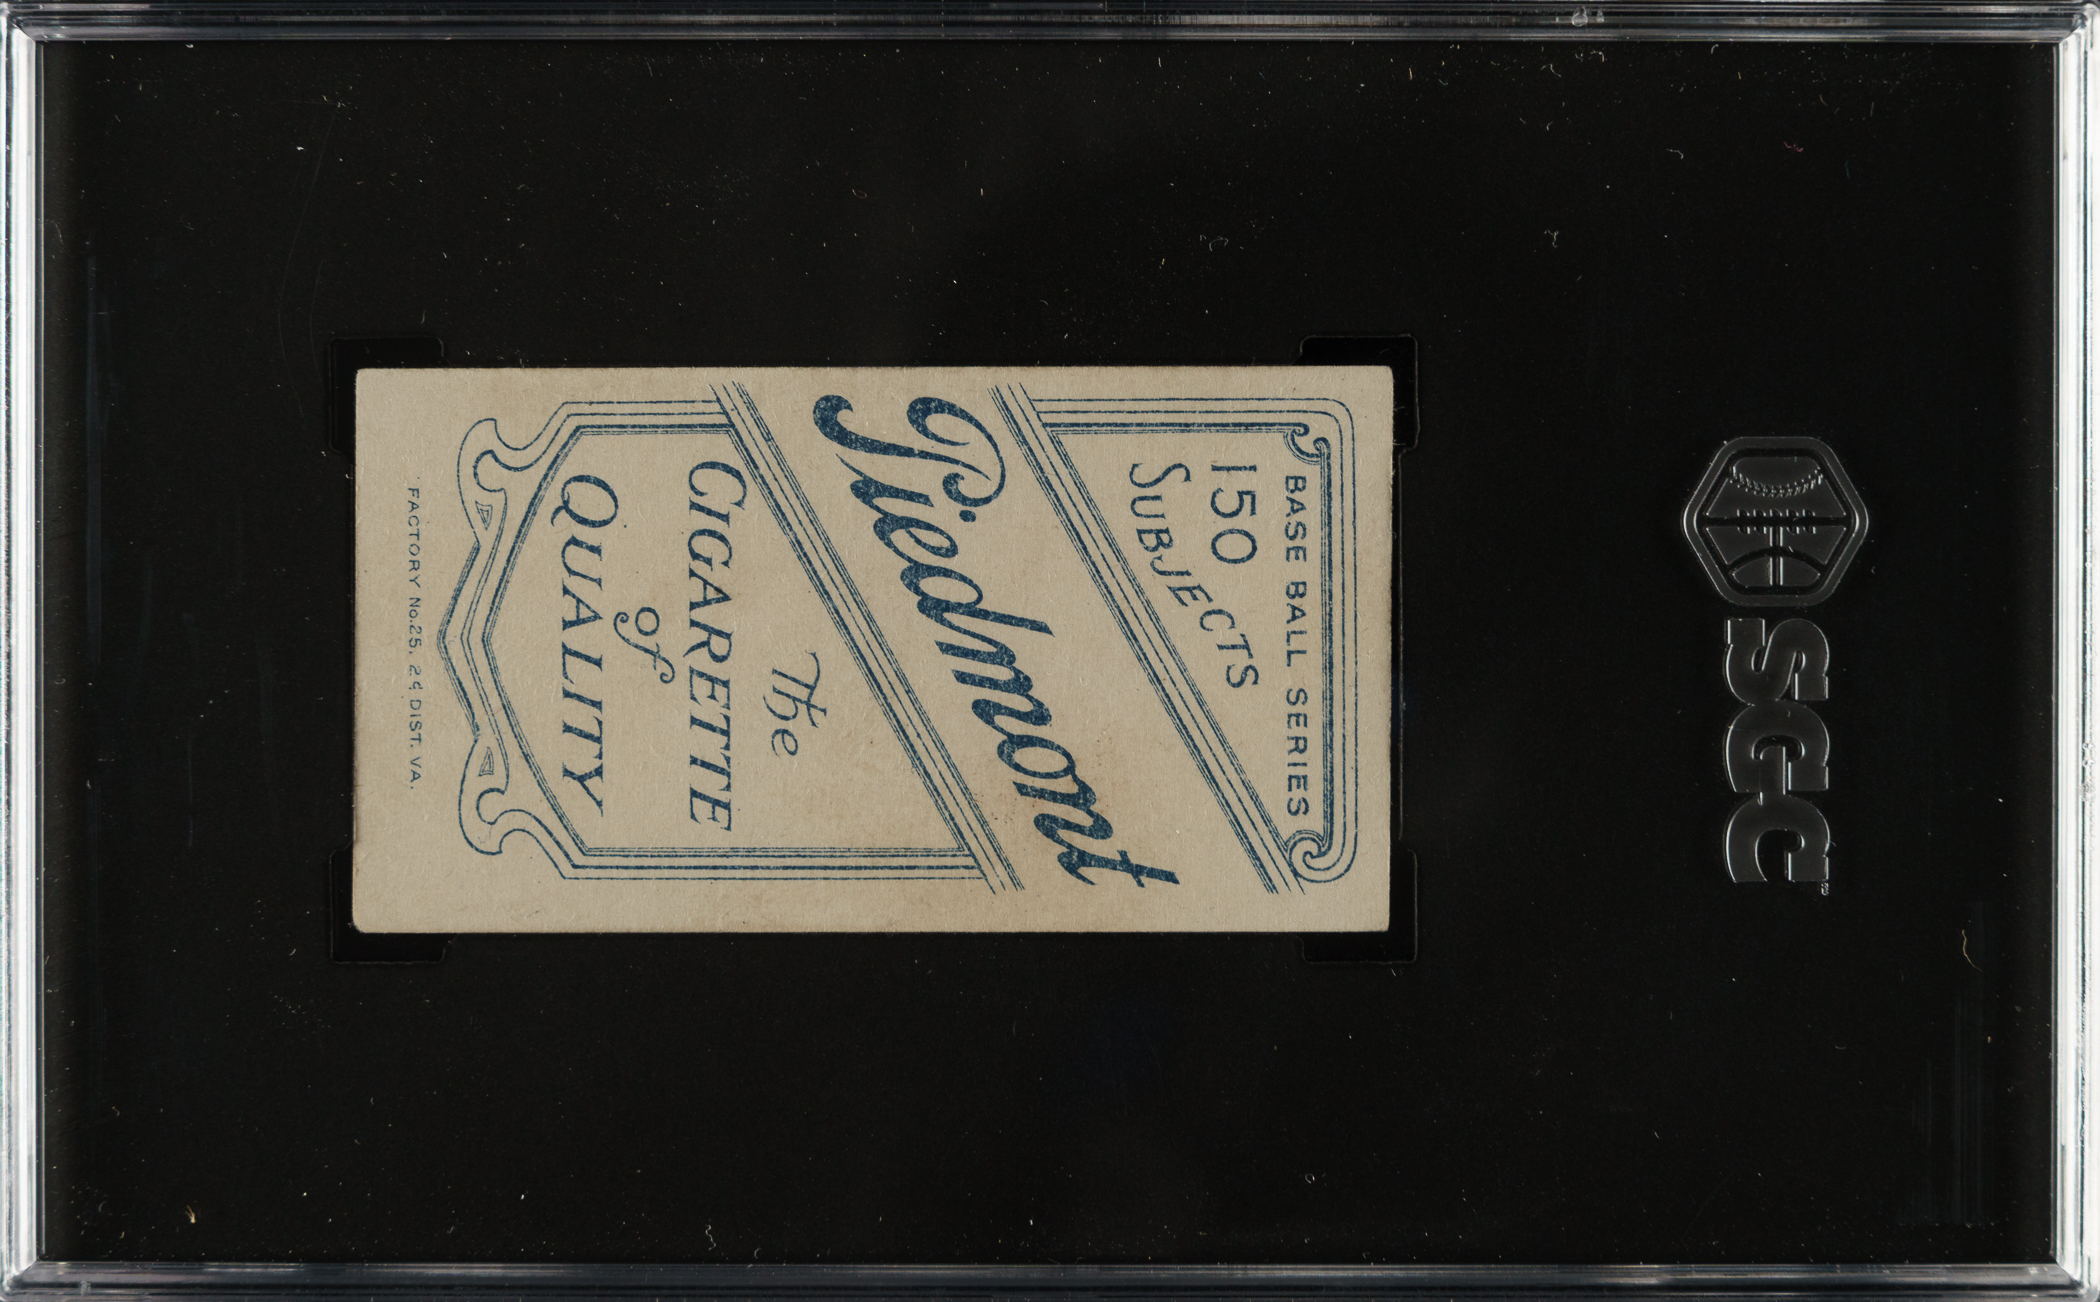 BASE BALL SERIES
150
SUBJECTS
Piedmont
The
CIGARETTE
of
QUALITY
FACTORY No.25, 2d DIST. VA.
SGC